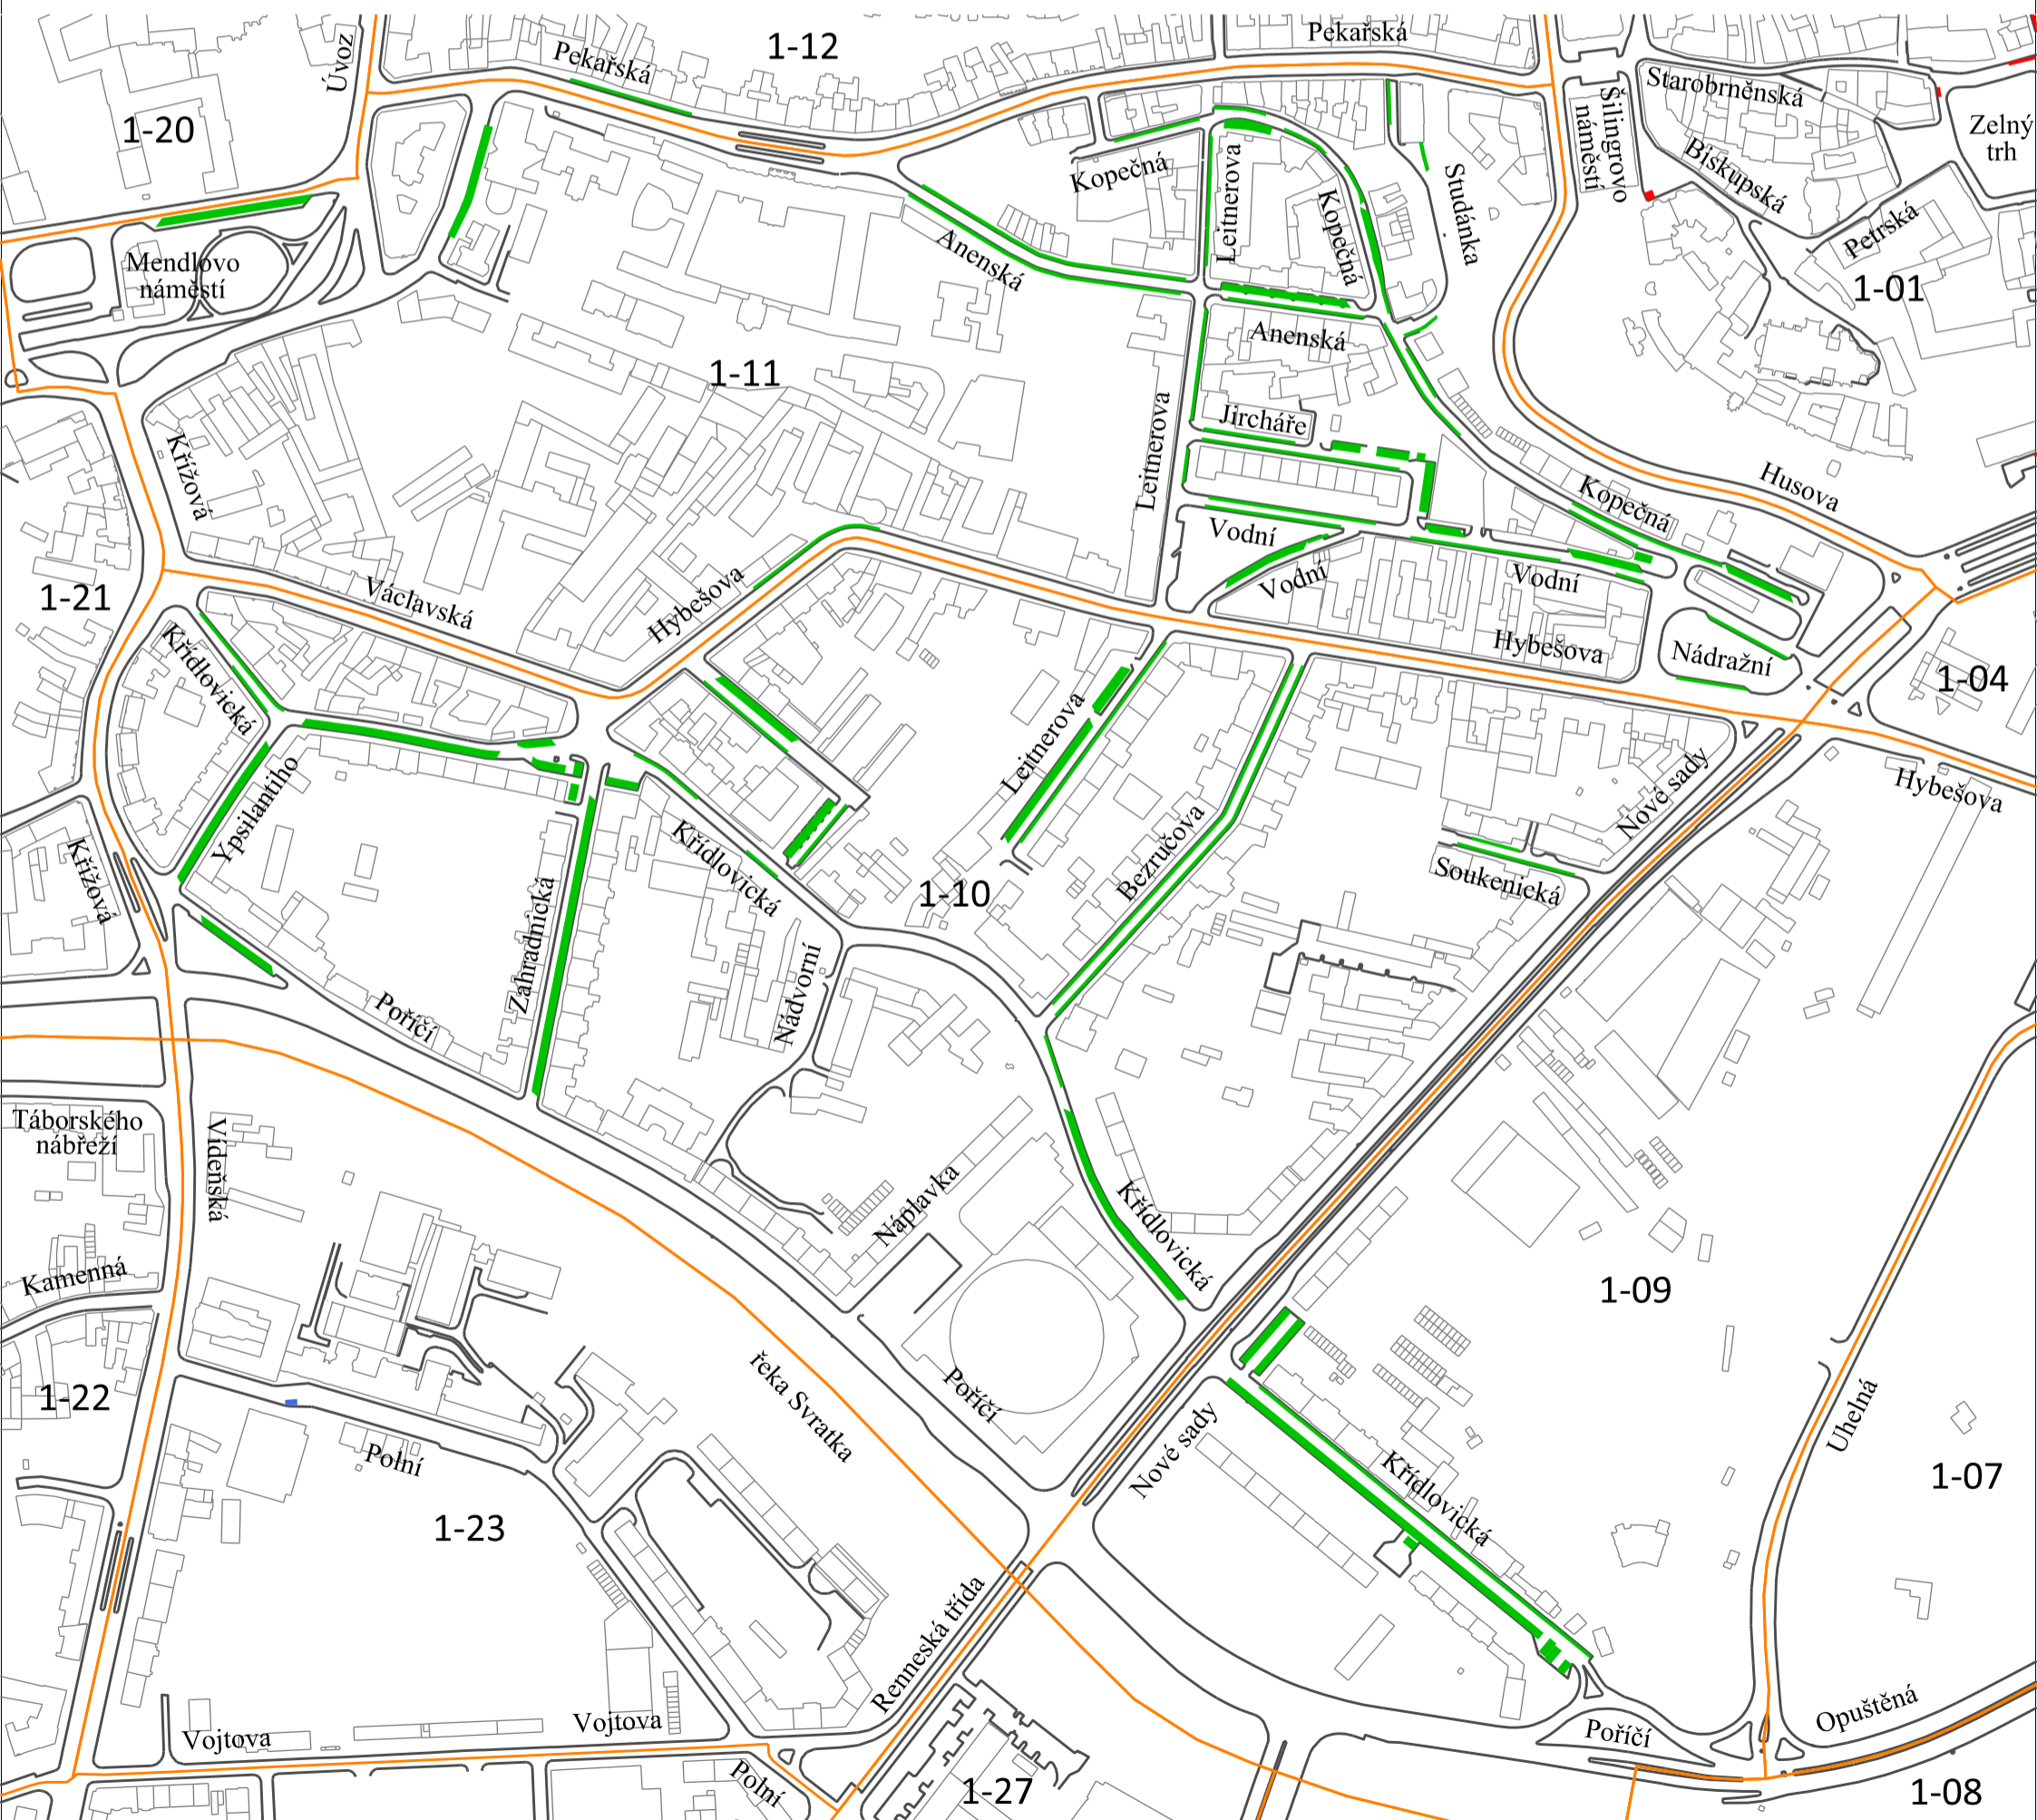 Pekařská
1-12
Pekařská
Úvoz
Starobrněnská
Šilingrovo
náměstí
Zelný
trh
1-20
Biskupská
Kopečná
Leitnerova
Kopečná
Studánka
Petrská
Mendlovo
náměstí
Anenská
1-01
Anenská
1-11
Jircháře
Leitnerova
Křížová
Husova
Kopečná
Vodní
Vodní
Vodní
1-21
Václavská
Hybešova
Hybešova
Nádražní
1-04
Křídlovická
Leitnerova
Nové sady
Hybešova
Ypsilantiho
Křížová
Křídlovická
Bezručova
Soukenická
1-10
Zahradnická
Nádvorní
Poříčí
Táborského
nábřeží
Vídeňská
Náplavka
Křídlovická
Kamenná
1-09
1-22
řeka Svratka
Poříčí
Uhelná
Nové sady
Polní
Křídlovická
1-07
1-23
Renneská třída
Vojtova
Vojtova
Opuštěná
Poříčí
Polní
1-27
1-08